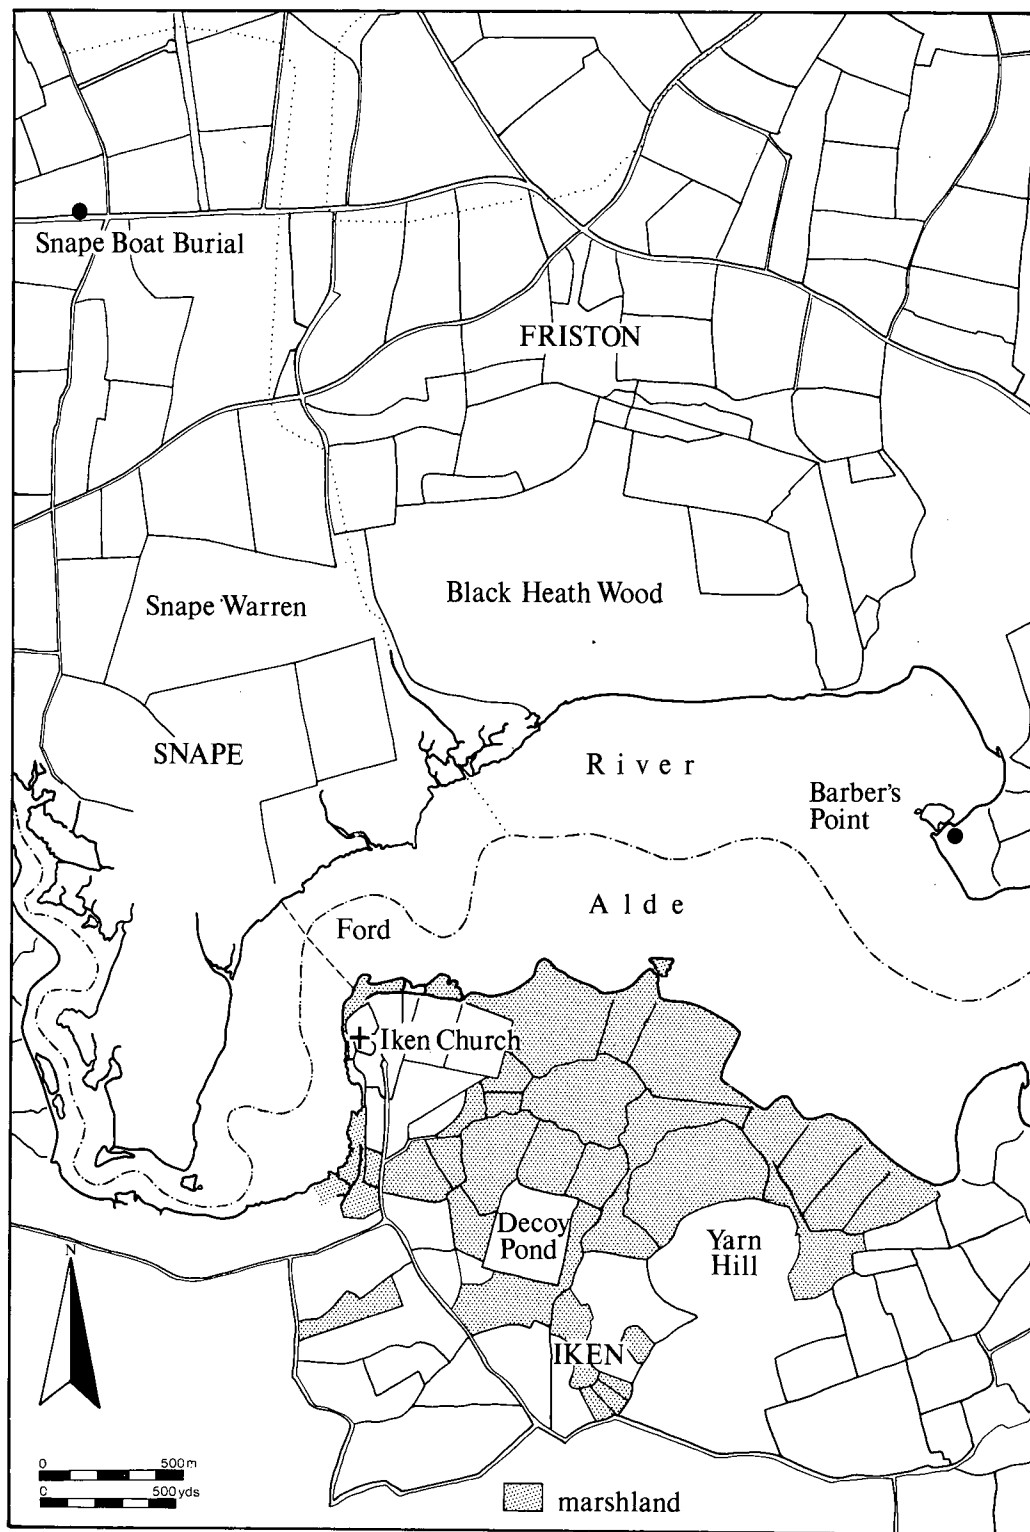 Snape Boat Burial
FRISTON
Snape Warren
Black Heath Wood
SNAPE
River
Barber's
Point
Alde
Ford
Iken Church
Decoy
Pond
Yarn
Hill
N
IKEN
0 500m
0 500yds
marshland